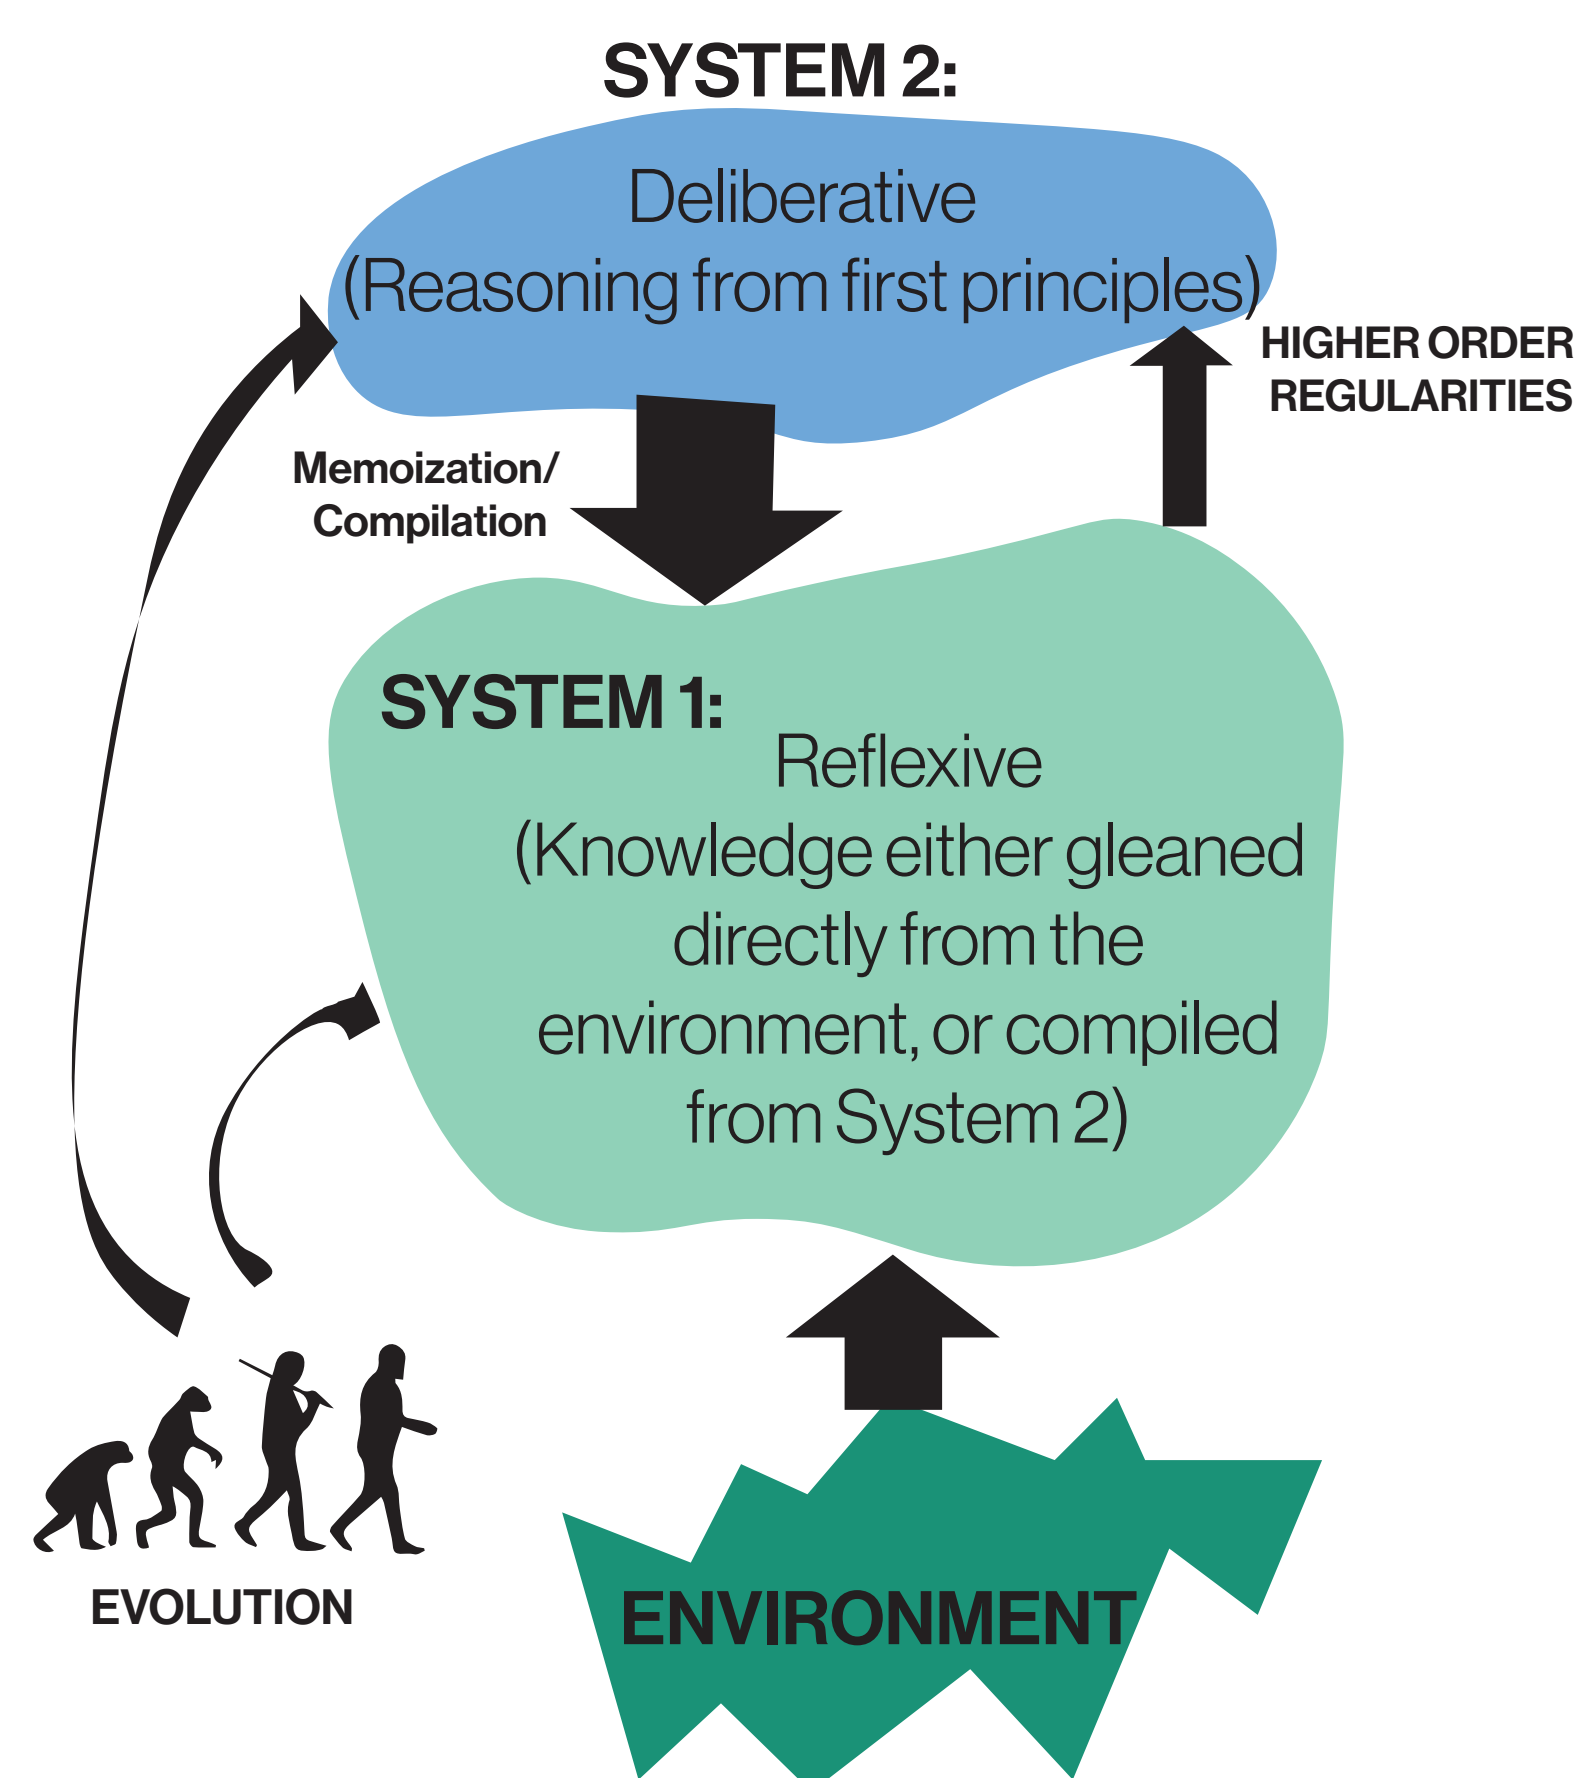 SYSTEM 2:
Deliberative
(Reasoning from first principles)
HIGHER ORDER
REGULARITIES
Memoization/
Compilation
SYSTEM 1:
Reflexive
(Knowledge either gleaned
directly from the
environment, or compiled
from System 2)
EVOLUTION
ENVIRONMENT